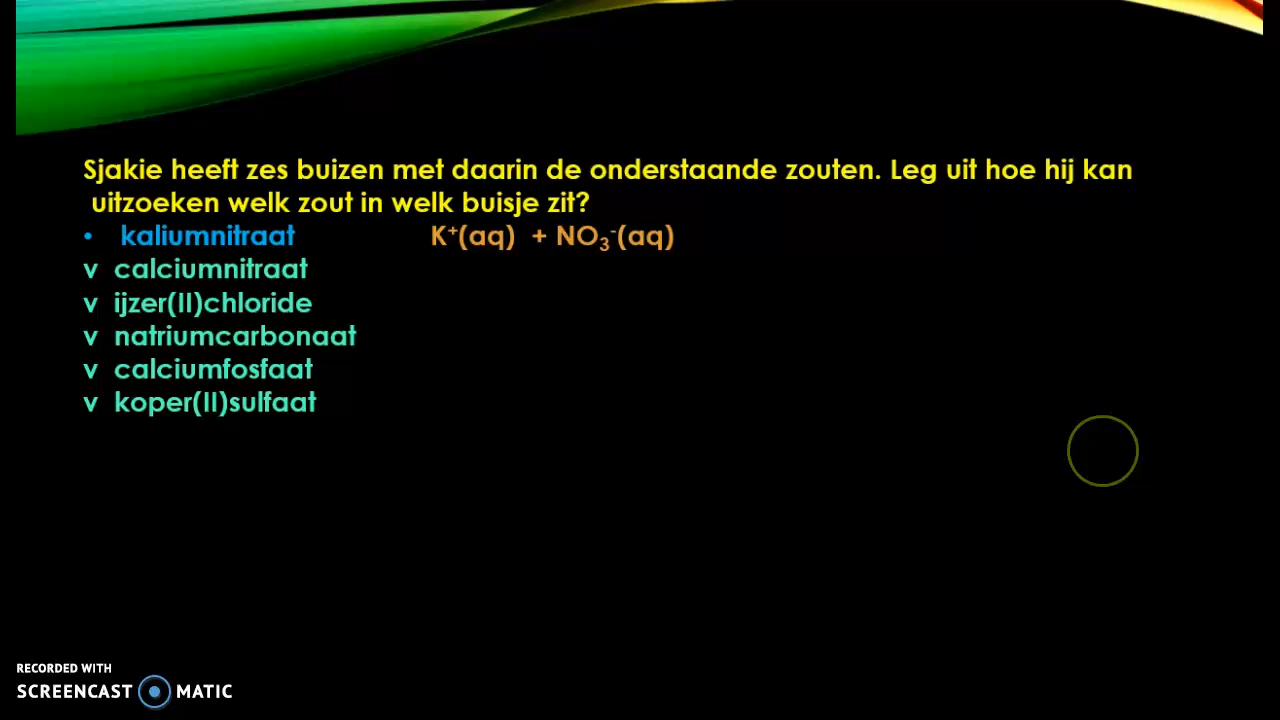 Sjakie heeft zes buizen met daarin de onderstaande zouten. Leg uit hoe hij kan
uitzoeken welk zout in welk buisje zit?
• kaliumnitraat K⁺(aq) + NO₃⁻(aq)
v calciumnitraat
v ijzer(II)chloride
v natriumcarbonaat
v calciumfosfaat
v koper(II)sulfaat
RECORDED WITH
SCREENCAST MATIC